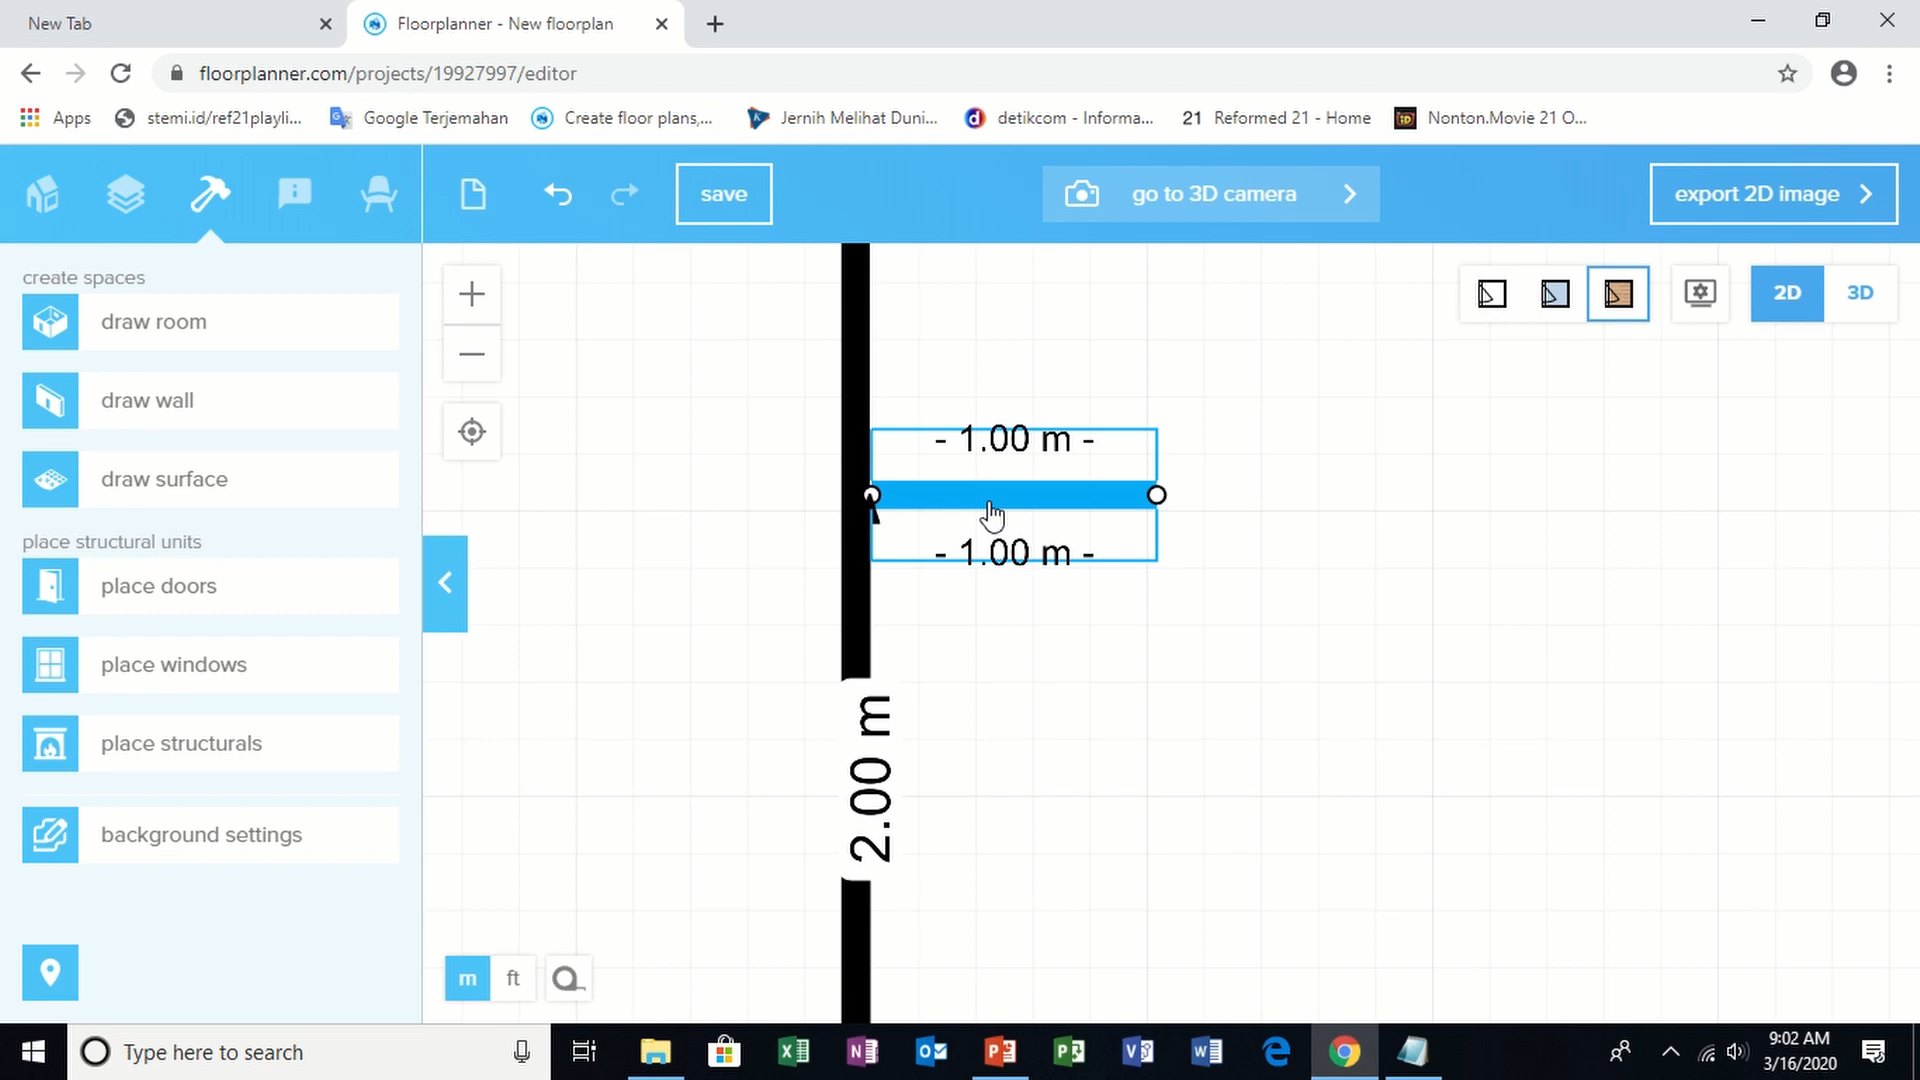 New Tab
Floorplanner - New floorplan
floorplanner.com/projects/19927997/editor
Apps
stemi.id/ref21playli...
Google Terjemahan
Create floor plans,...
Jernih Melihat Duni...
detikcom - Informa...
21 Reformed 21 - Home
Nonton.Movie 21 O...
save
go to 3D camera
export 2D image
create spaces
draw room
draw wall
draw surface
place structural units
place doors
place windows
place structurals
background settings
2D
3D
- 1.00 m -
- 1.00 m -
2.00 m
m
ft
Type here to search
9:02 AM
3/16/2020